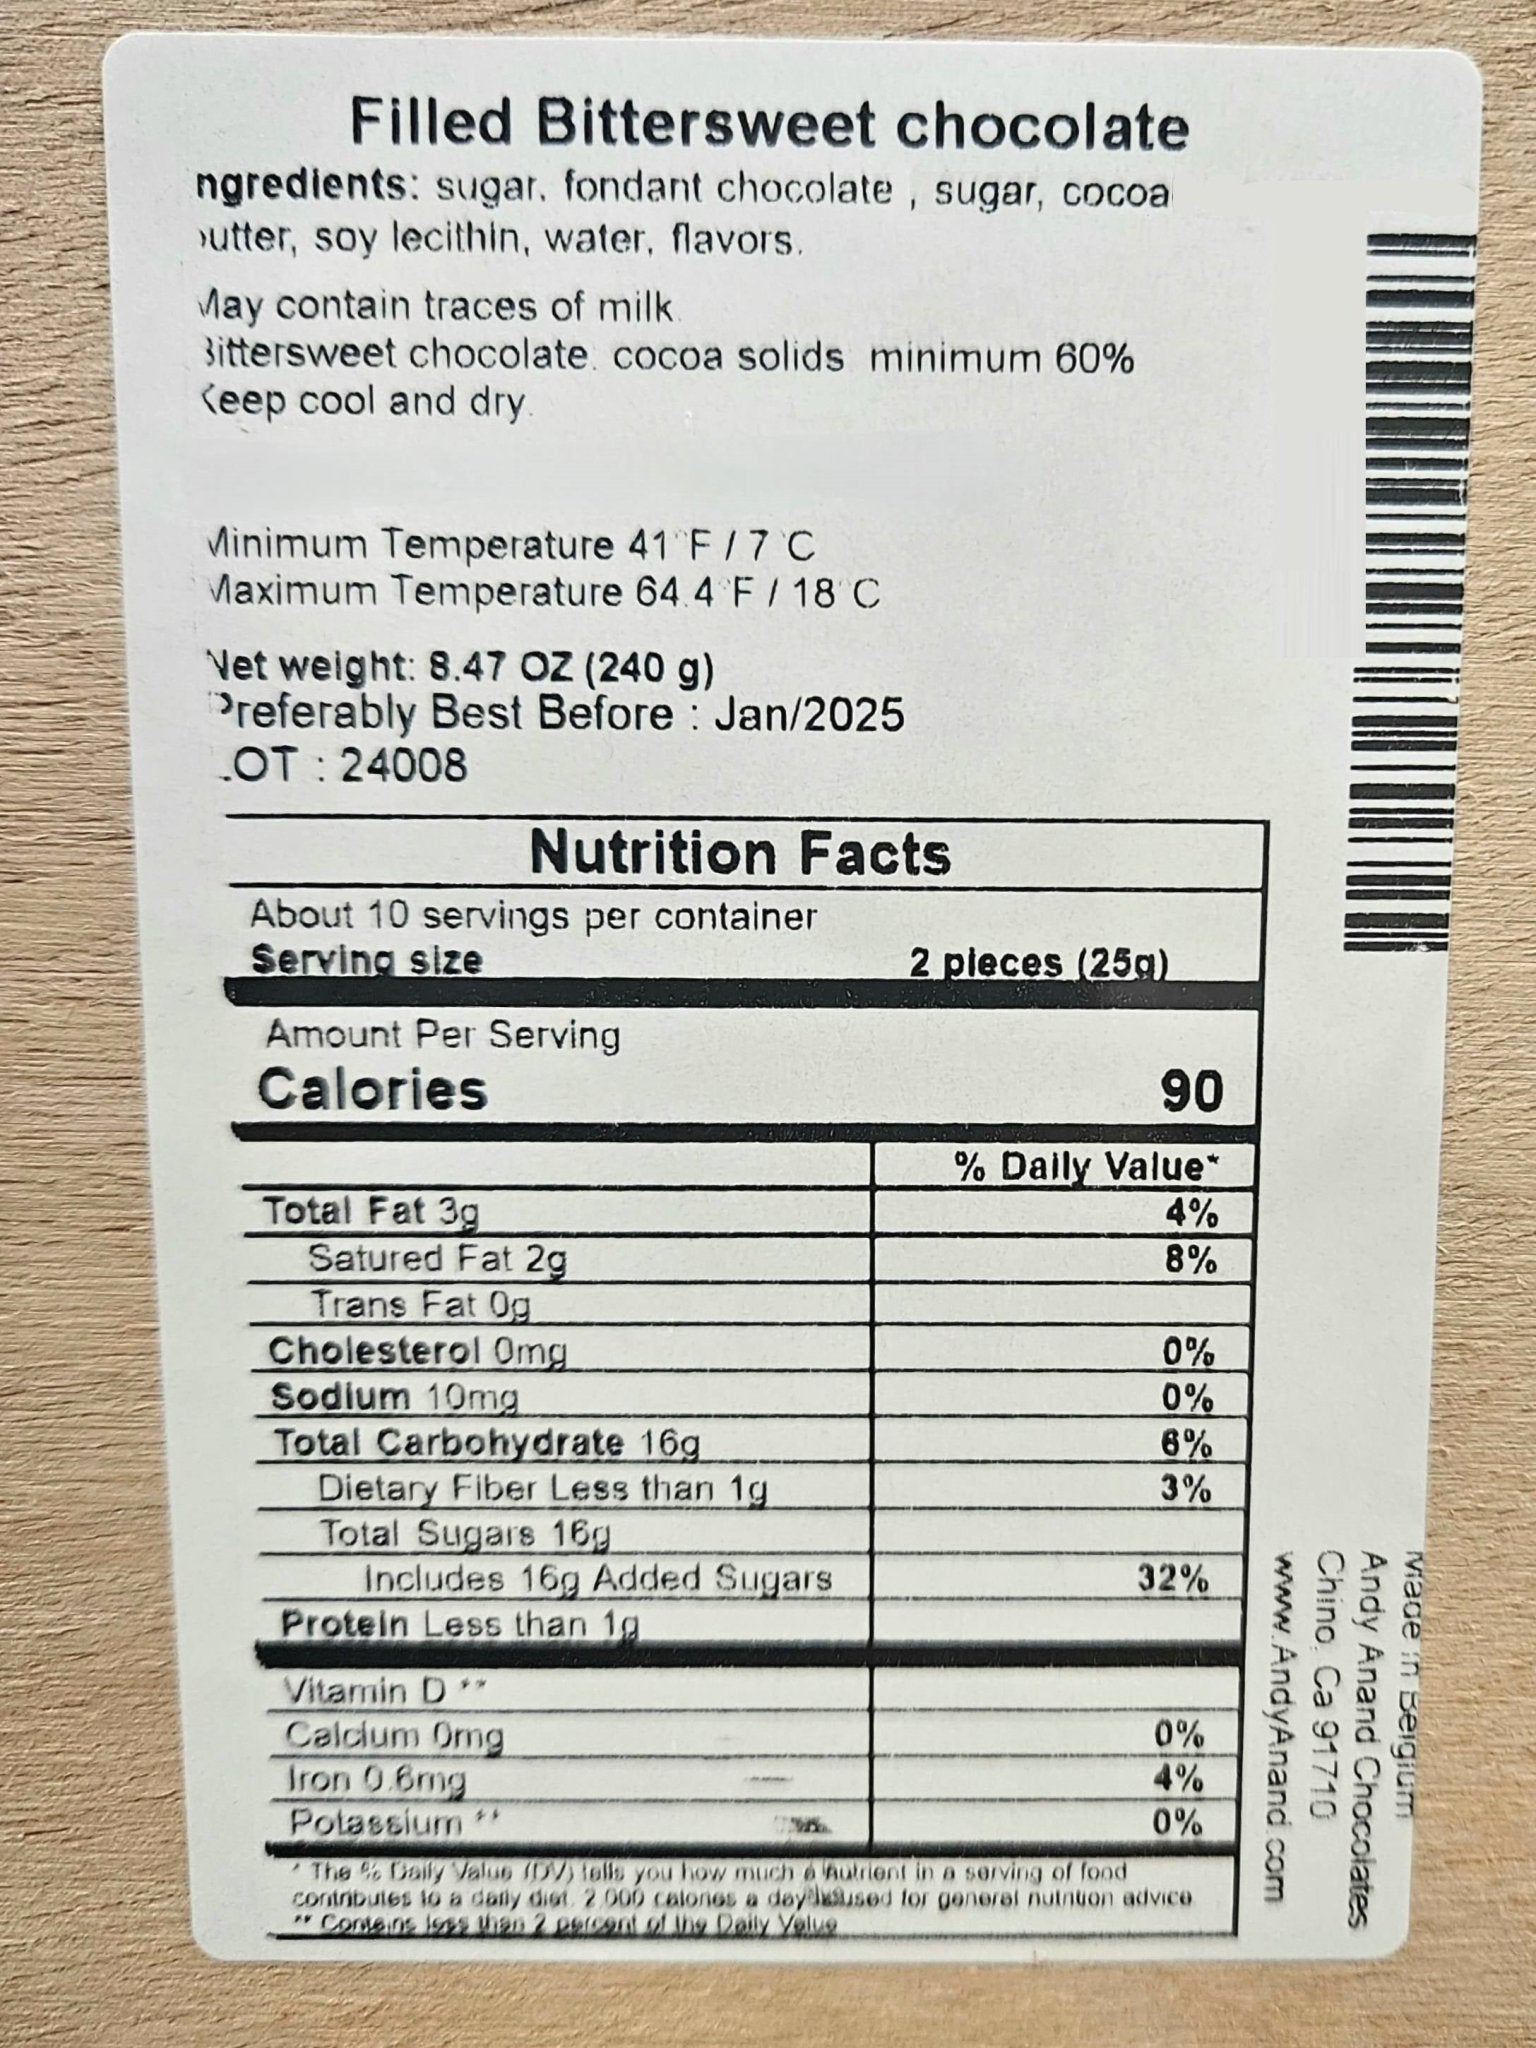 Filled Bittersweet chocolate
ngredients: sugar, fondant chocolate , sugar, cocoa
utter, soy lecithin, water, flavors.
May contain traces of milk.
Bittersweet chocolate. cocoa solids minimum 60%
Keep cool and dry.
Minimum Temperature 41°F / 7°C
Maximum Temperature 64.4°F / 18°C
Net weight: 8.47 OZ (240 g)
Preferably Best Before : Jan/2025
LOT : 24008
Nutrition Facts
About 10 servings per container
Serving size 2 pieces (25g)
Amount Per Serving
Calories 90
% Daily Value*
Total Fat 3g 4%
Satured Fat 2g 8%
Trans Fat 0g
Cholesterol 0mg 0%
Sodium 10mg 0%
Total Carbohydrate 16g 6%
Dietary Fiber Less than 1g 3%
Total Sugars 16g
Includes 16g Added Sugars 32%
Protein Less than 1g
Vitamin D **
Calcium 0mg 0%
Iron 0.6mg 4%
Potassium ** 0%
* The % Daily Value (DV) tells you how much a nutrient in a serving of food
contributes to a daily diet. 2,000 calories a day is used for general nutrition advice
** Contains less than 2 percent of the Daily Value
Made in Belgium
Andy Anand Chocolates
Chino, Ca 91710
www.AndyAnand.com